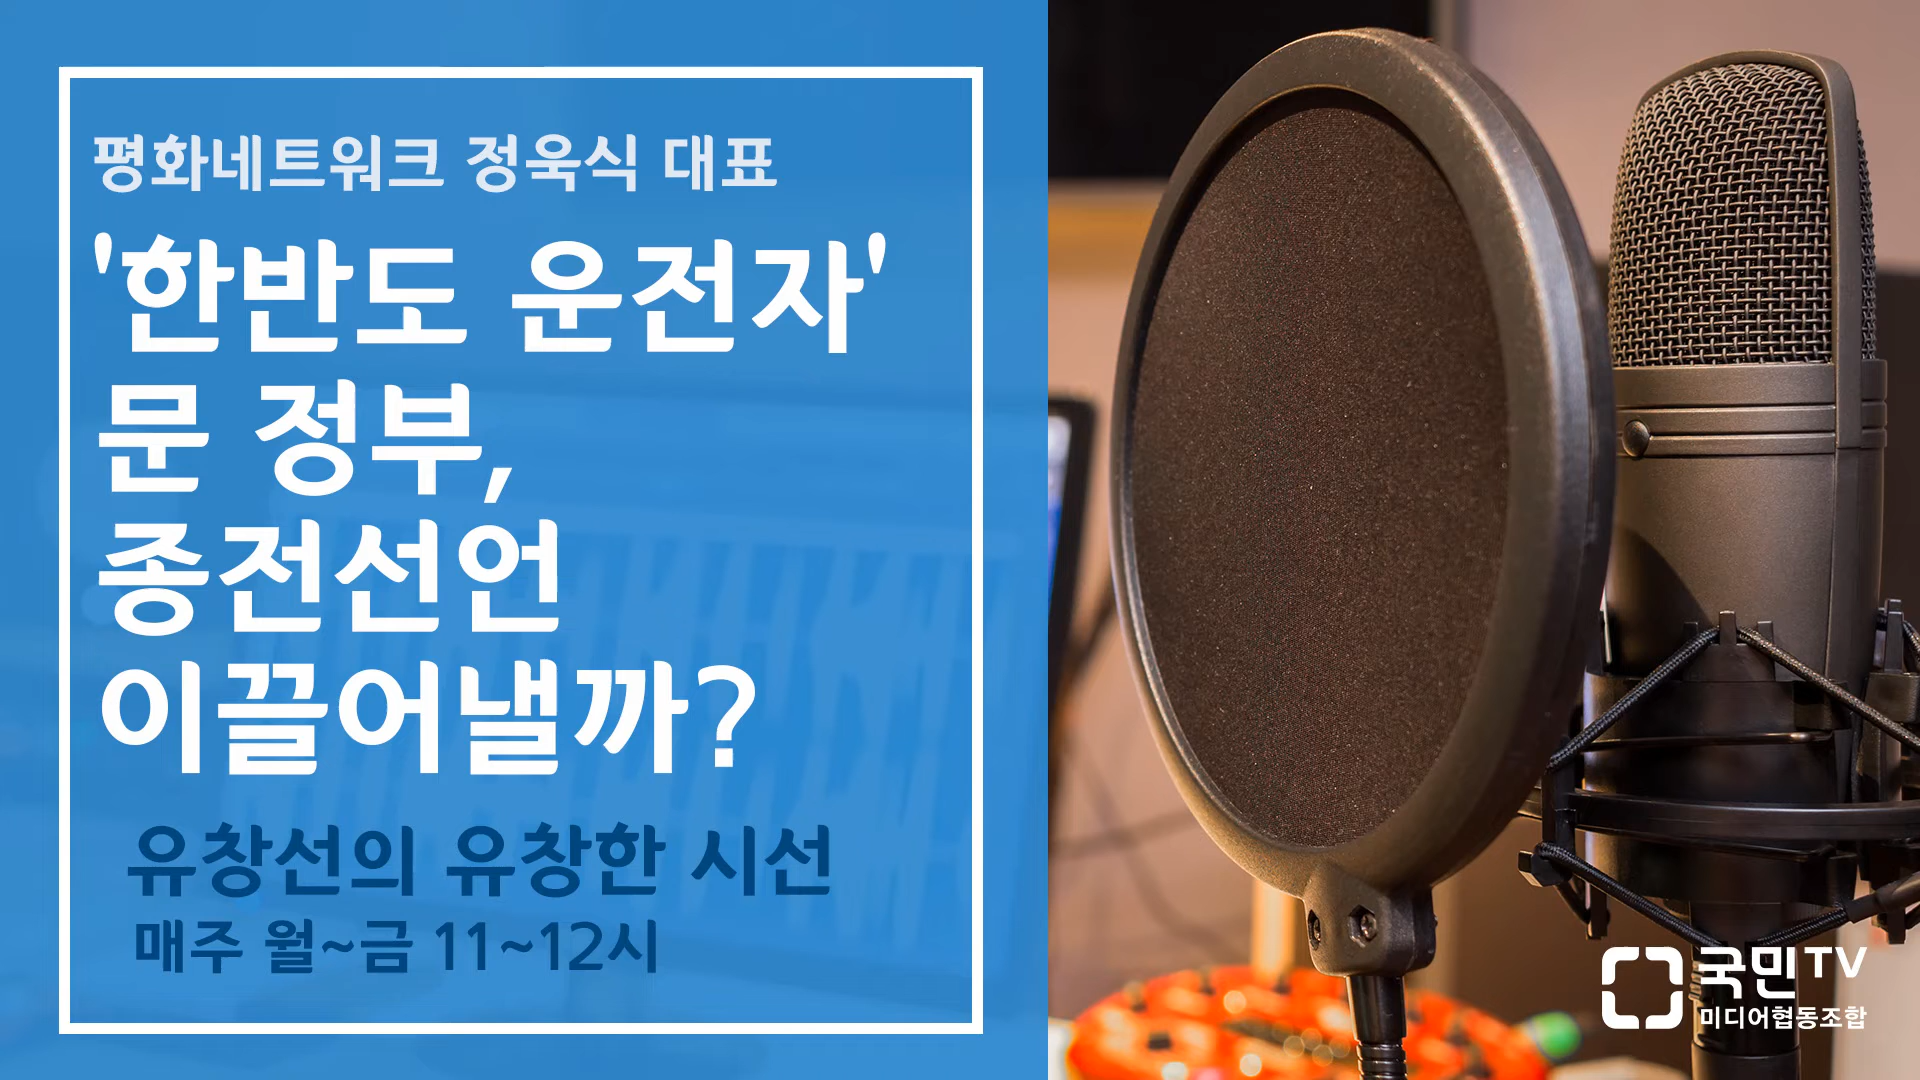 평화네트워크 정욱식 대표
'한반도 운전자'
문 정부,
종전선언
이끌어낼까?
유창선의 유창한 시선
매주 월~금 11~12시
국민TV
미디어협동조합